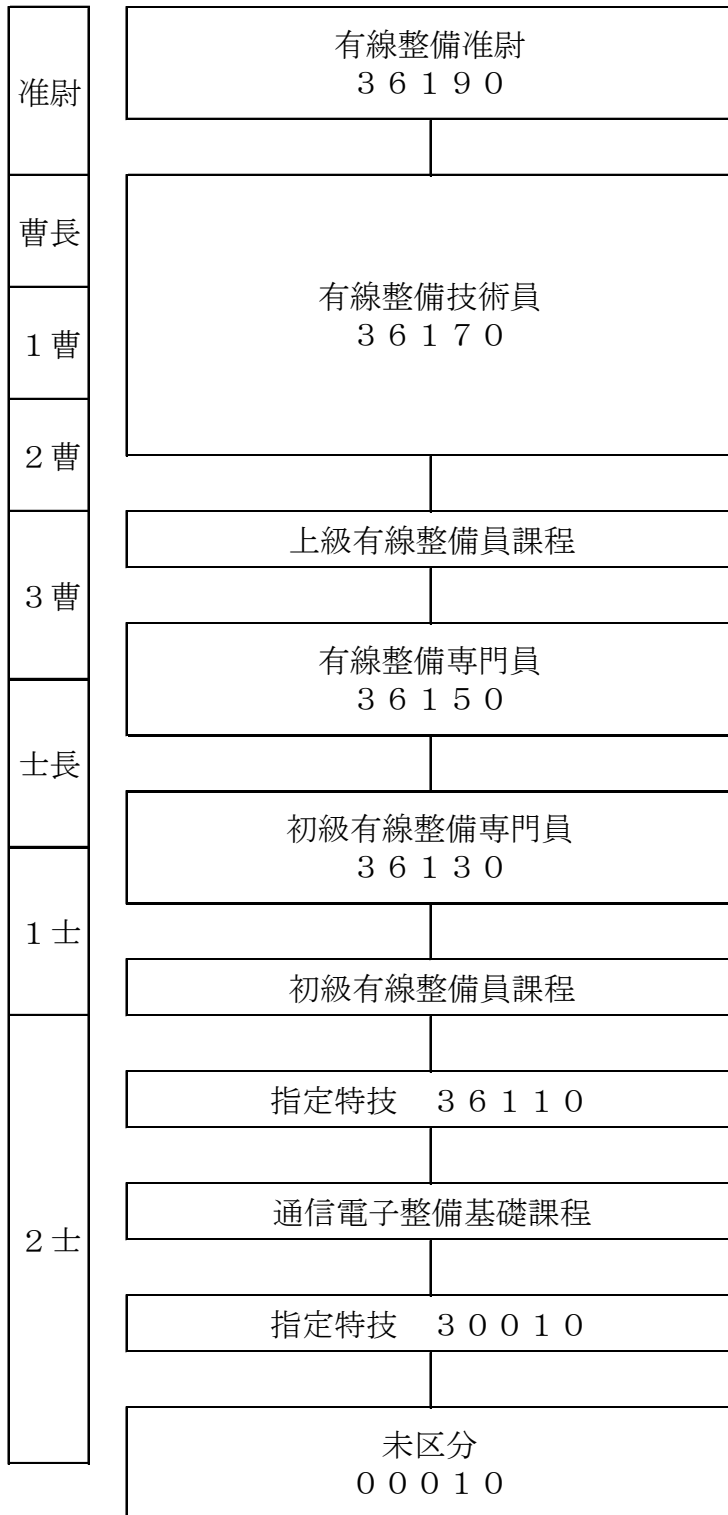 准尉
有線整備准尉
３６１９０
曹長
１曹
２曹
有線整備技術員
３６１７０
３曹
上級有線整備員課程
有線整備専門員
３６１５０
士長
初級有線整備専門員
３６１３０
１士
初級有線整備員課程
２士
指定特技　３６１１０
通信電子整備基礎課程
指定特技　３００１０
未区分
０００１０